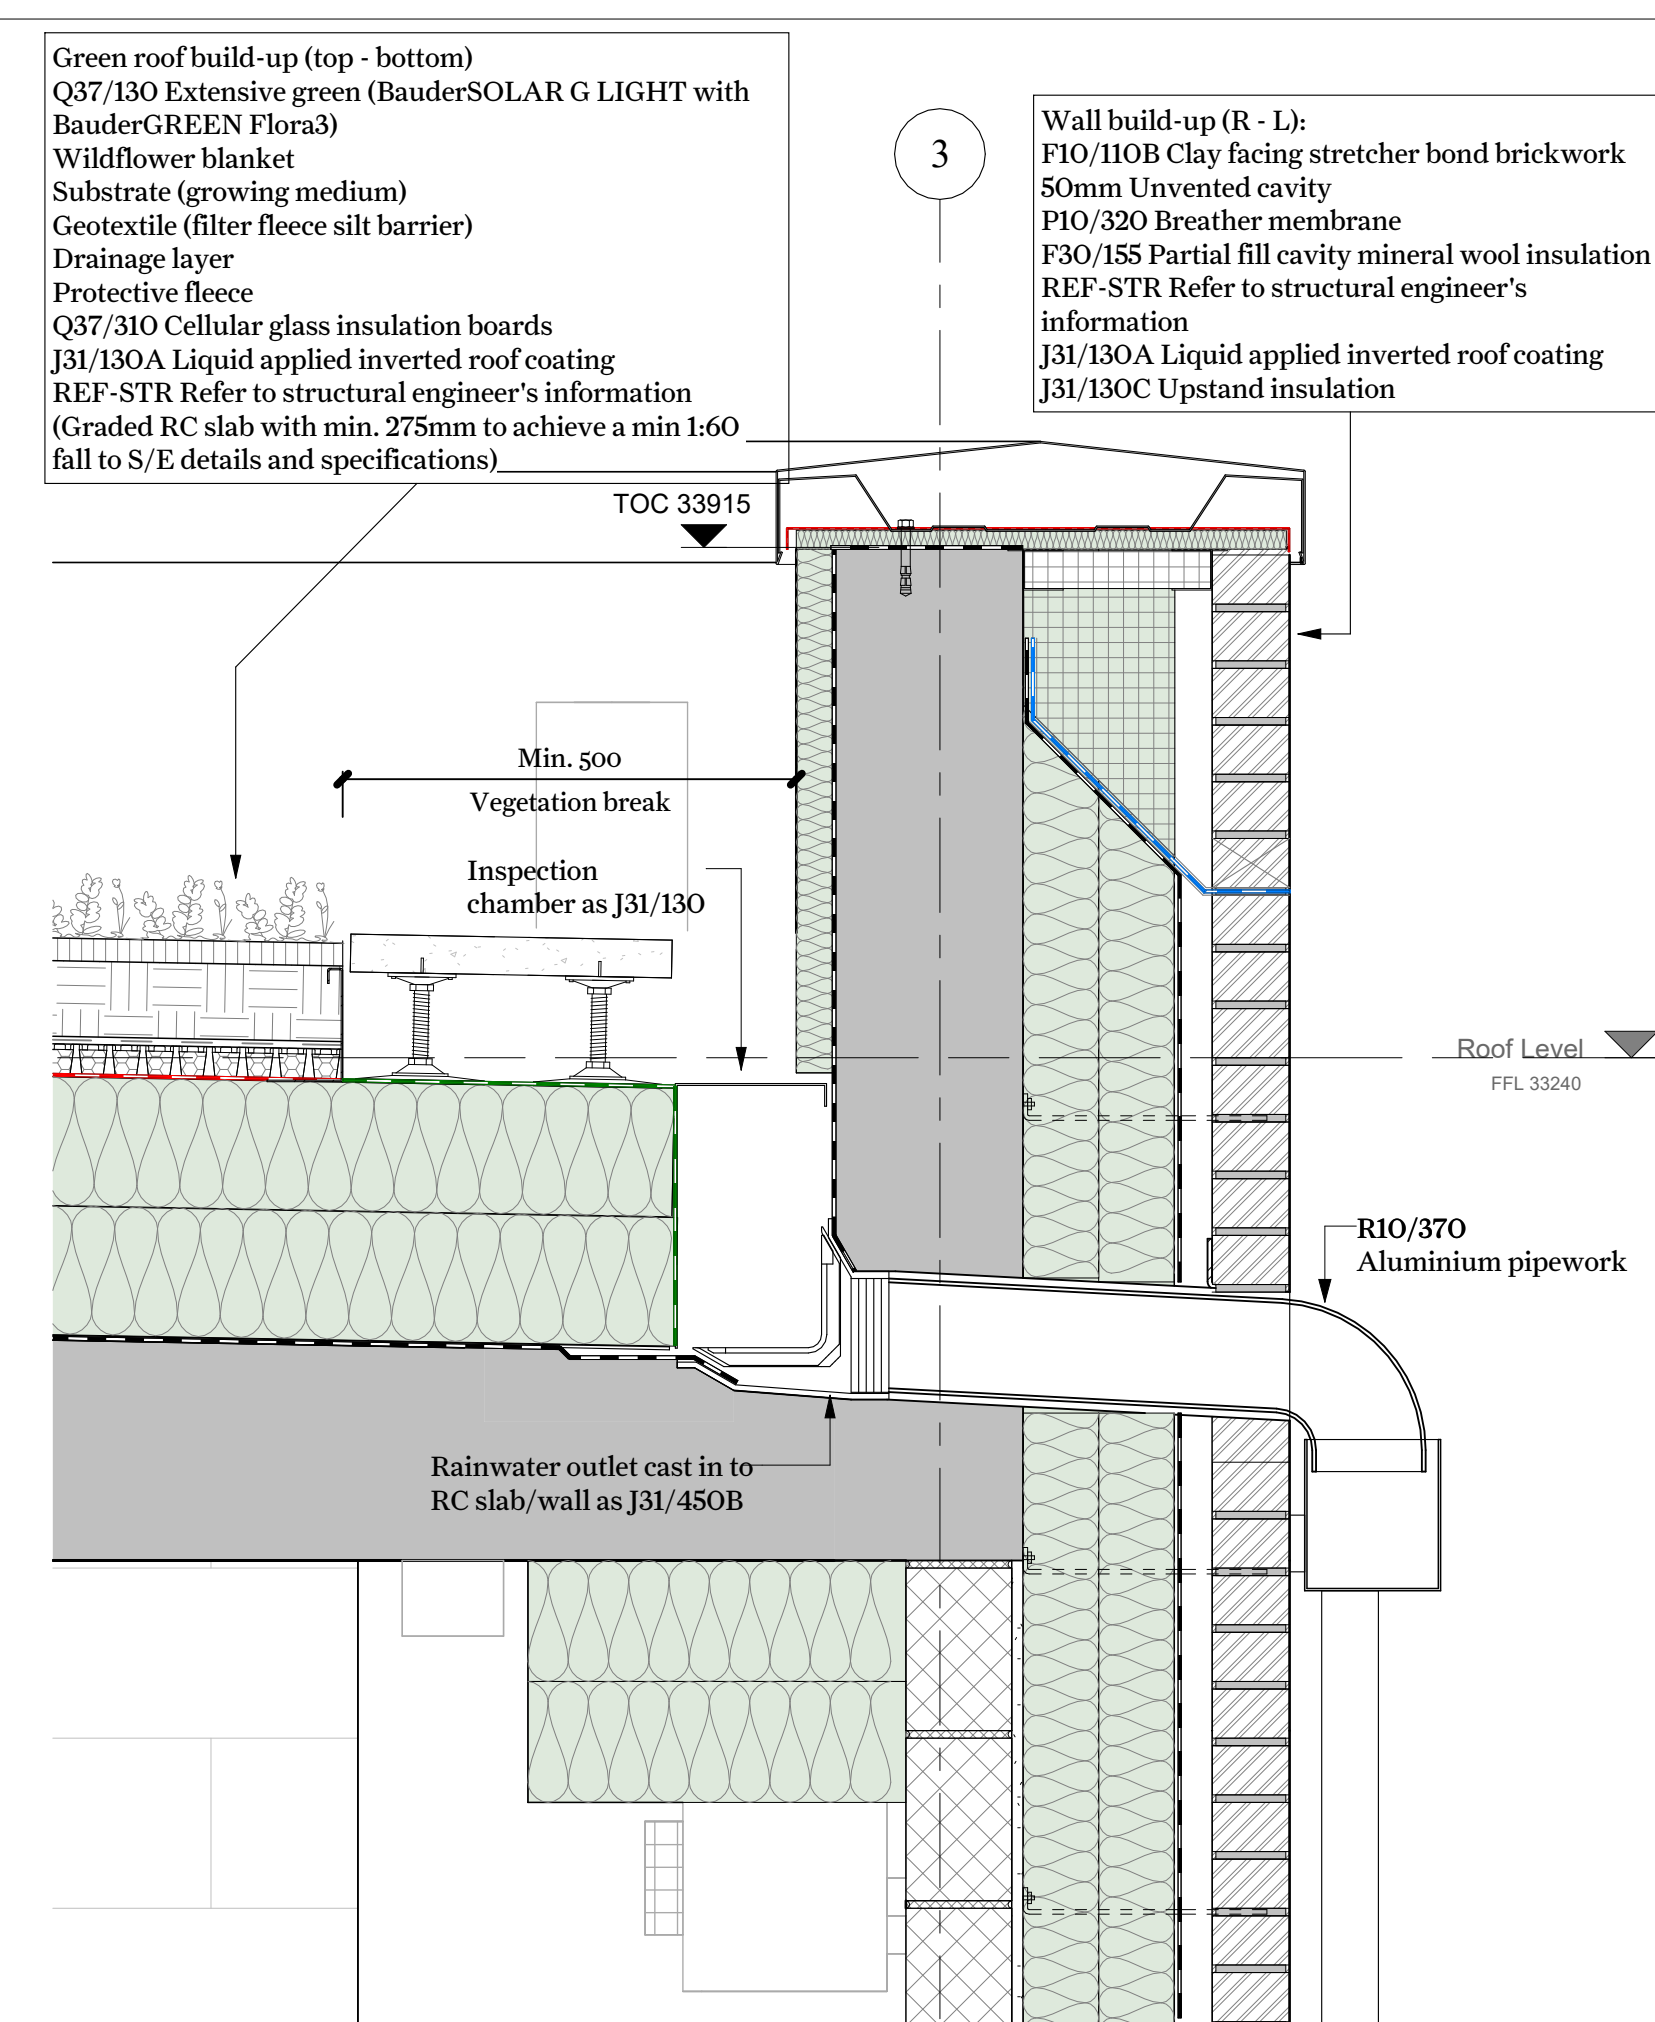 Green roof build-up (top - bottom)
Q37/130 Extensive green (BauderSOLAR G LIGHT with
BauderGREEN Flora3)
Wildflower blanket
Substrate (growing medium)
Geotextile (filter fleece silt barrier)
Drainage layer
Protective fleece
Q37/310 Cellular glass insulation boards
J31/130A Liquid applied inverted roof coating
REF-STR Refer to structural engineer's information
(Graded RC slab with min. 275mm to achieve a min 1:60
fall to S/E details and specifications)
3
Wall build-up (R - L):
F10/110B Clay facing stretcher bond brickwork
50mm Unvented cavity
P10/320 Breather membrane
F30/155 Partial fill cavity mineral wool insulation
REF-STR Refer to structural engineer's
information
J31/130A Liquid applied inverted roof coating
J31/130C Upstand insulation
TOC 33915
Min. 500
Vegetation break
Inspection
chamber as J31/130
Roof Level
FFL 33240
R10/370
Aluminium pipework
Rainwater outlet cast in to
RC slab/wall as J31/450B